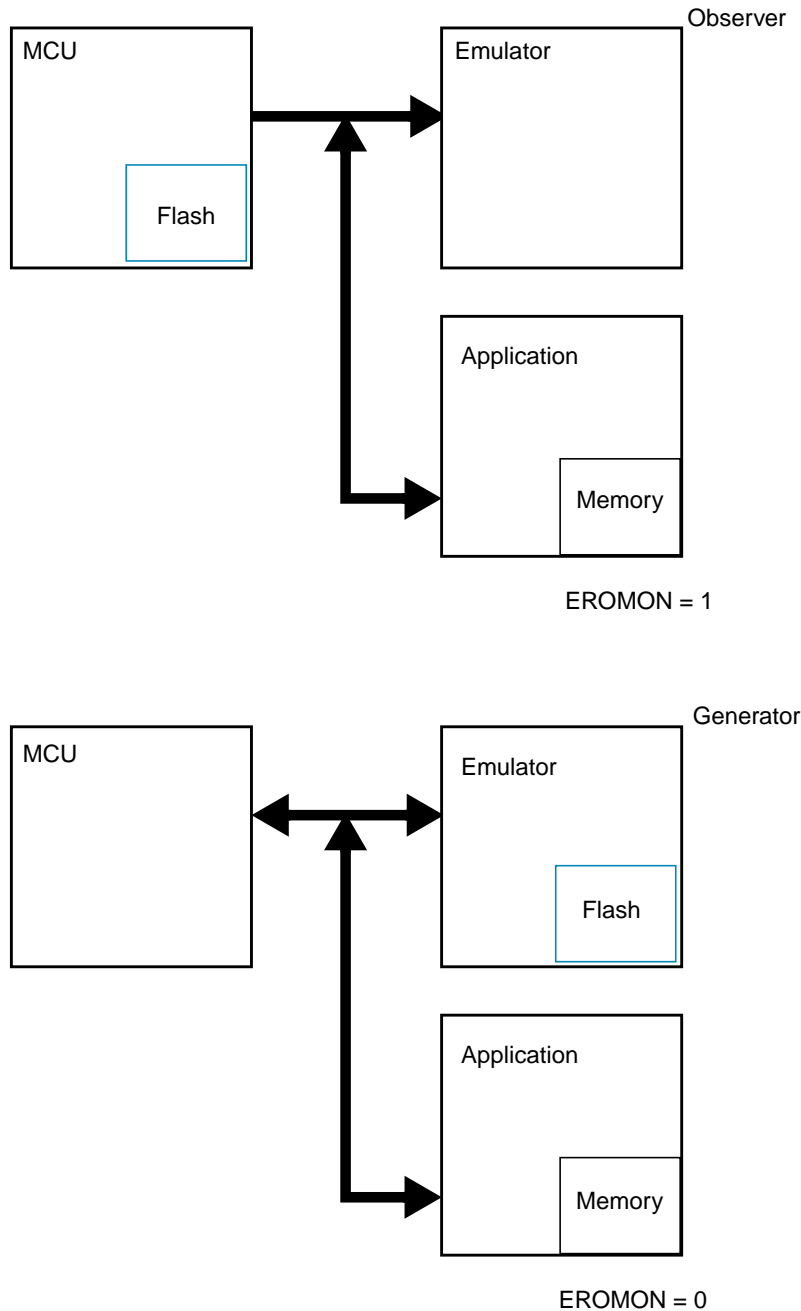 Observer
MCU
Emulator
Flash
Application
Memory
EROMON = 1
Generator
MCU
Emulator
Flash
Application
Memory
EROMON = 0